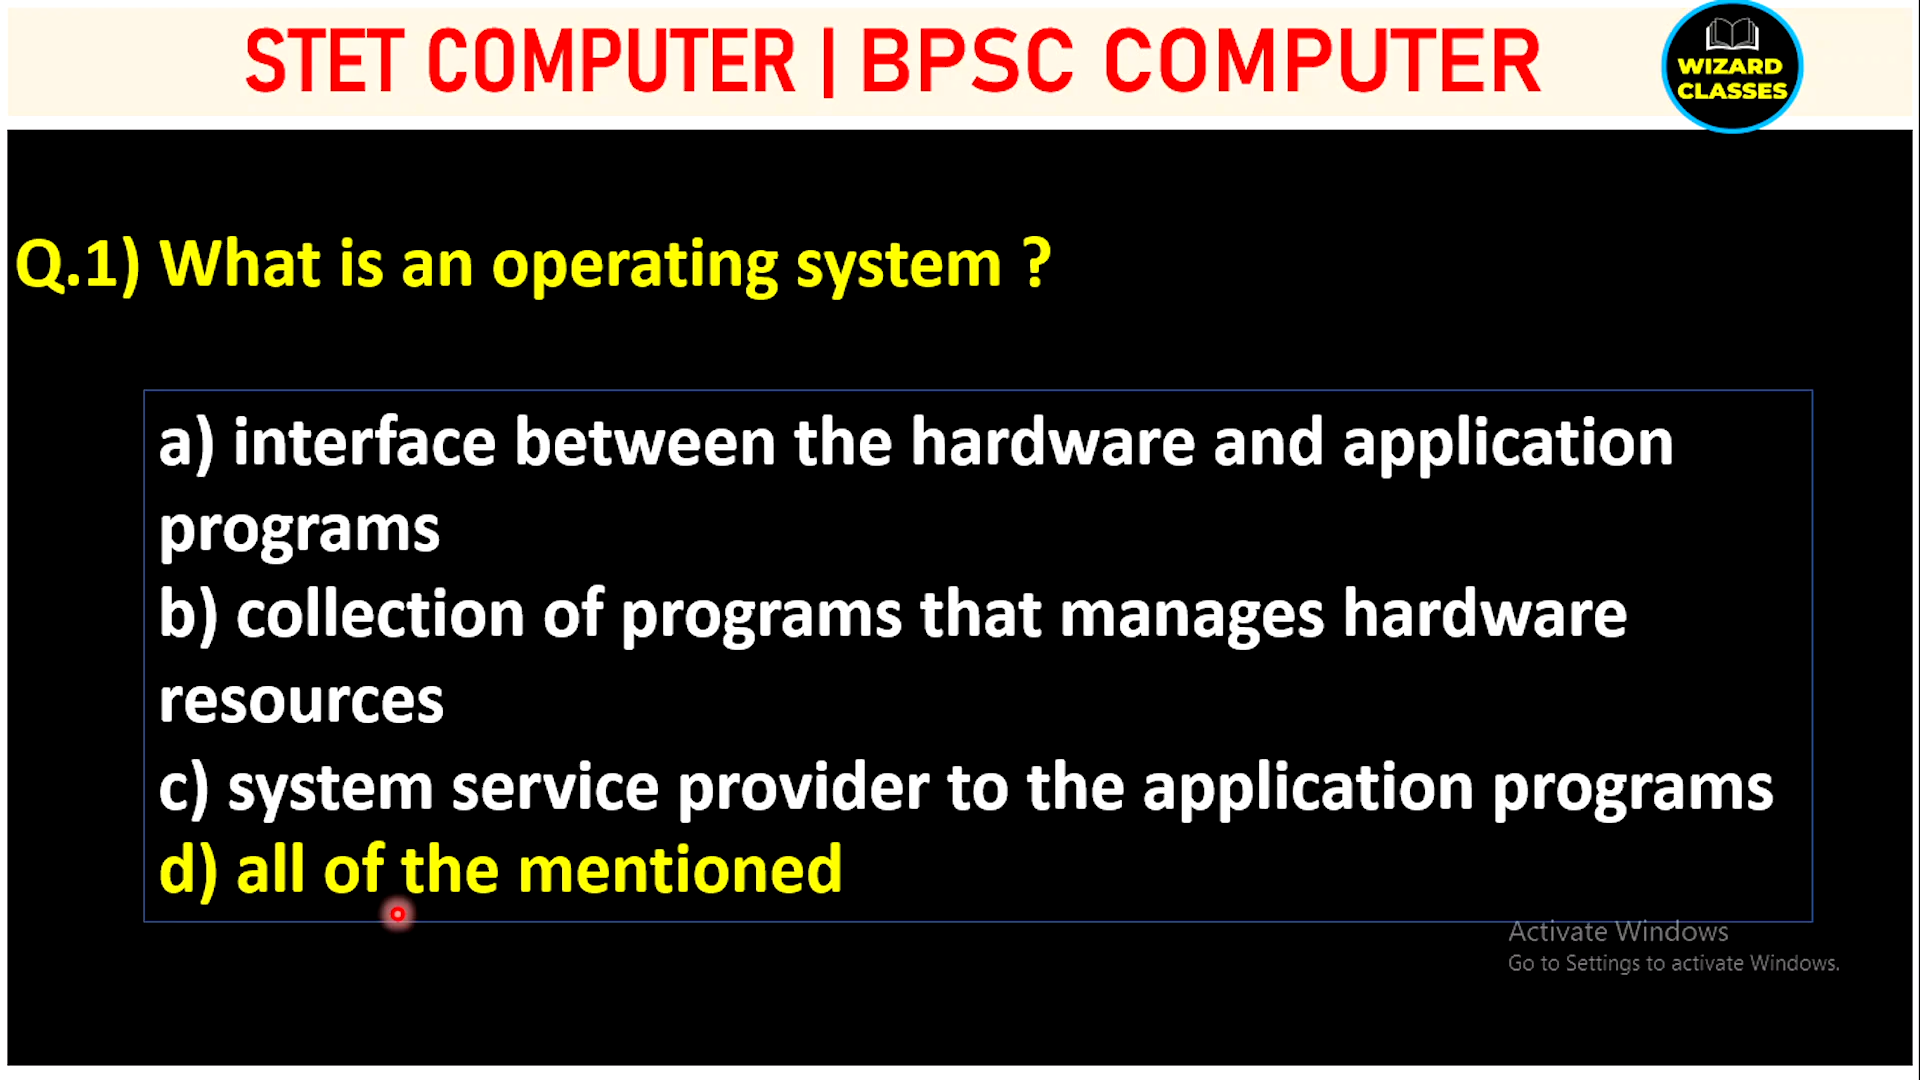 STET COMPUTER | BPSC COMPUTER
WIZARD
CLASSES
Q.1) What is an operating system ?
a) interface between the hardware and application
programs
b) collection of programs that manages hardware
resources
c) system service provider to the application programs
d) all of the mentioned
Activate Windows
Go to Settings to activate Windows.